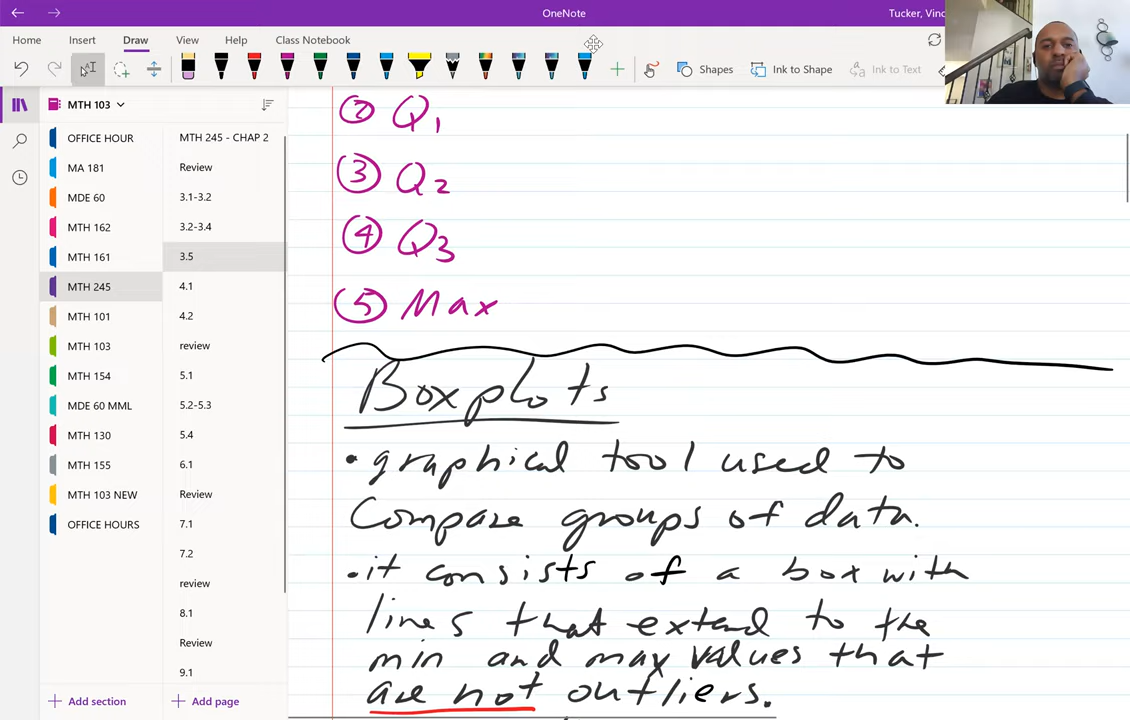 OneNote
Tucker, Vinc
Home Insert Draw View Help Class Notebook
Shapes Ink to Shape Ink to Text
MTH 103
OFFICE HOUR
MA 181
MDE 60
MTH 162
MTH 161
MTH 245
MTH 101
MTH 103
MTH 154
MDE 60 MML
MTH 130
MTH 155
MTH 103 NEW
OFFICE HOURS
Add section
MTH 245 - CHAP 2
Review
3.1-3.2
3.2-3.4
3.5
4.1
4.2
review
5.1
5.2-5.3
5.4
6.1
Review
7.1
7.2
review
8.1
Review
9.1
Add page
② Q1
③ Q2
④ Q3
⑤ Max
Boxplots
• graphical tool used to
Compare groups of data.
• it consists of a box with
lines that extend to the
min and max values that
are not outliers.